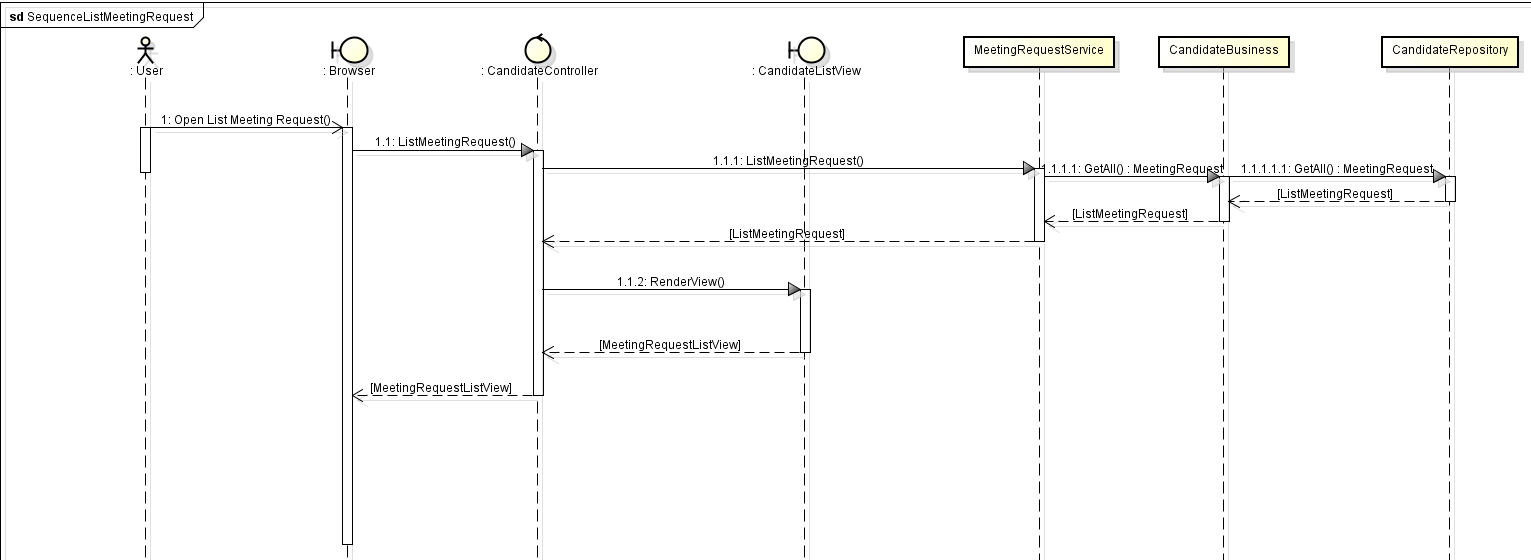 sd SequenceListMeetingRequest
: User
: Browser
: CandidateController
: CandidateListView
MeetingRequestService
CandidateBusiness
CandidateRepository
1: Open List Meeting Request()
1.1: ListMeetingRequest()
1.1.1: ListMeetingRequest()
1.1.1.1: GetAll() : MeetingRequest
1.1.1.1.1: GetAll() : MeetingRequest
[ListMeetingRequest]
[ListMeetingRequest]
[ListMeetingRequest]
1.1.2: RenderView()
[MeetingRequestListView]
[MeetingRequestListView]